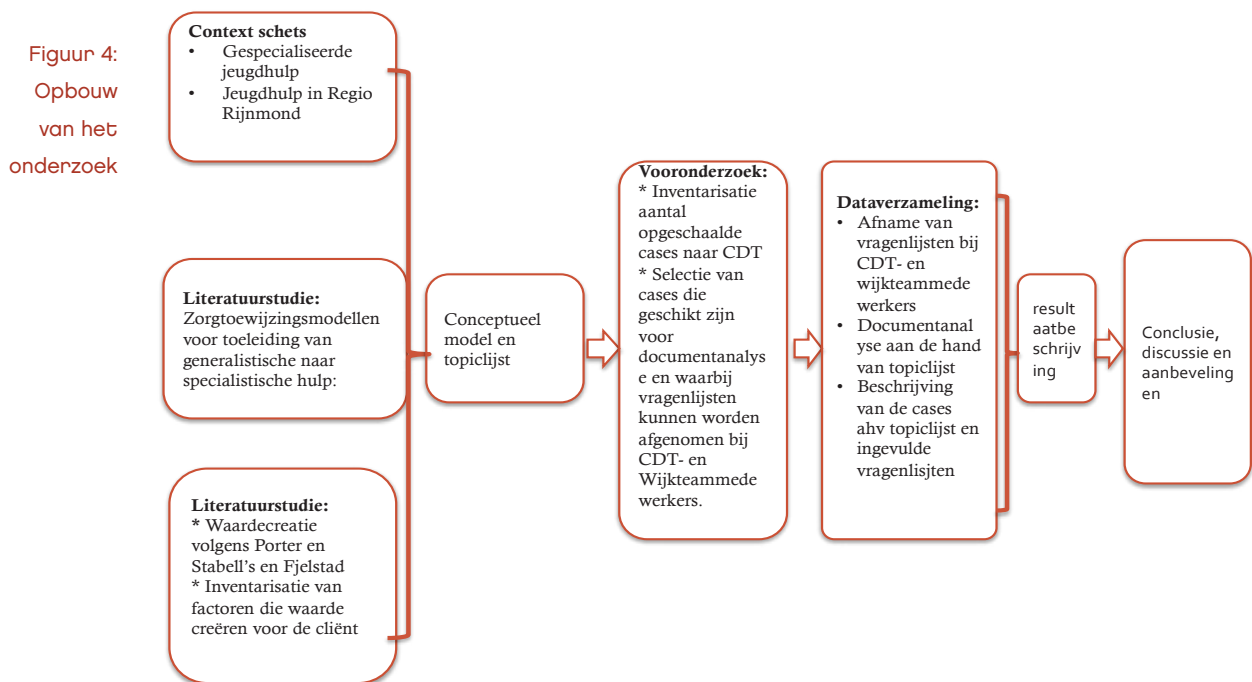 Figuur 4:
Opbouw
van het
onderzoek
Context schets
• Gespecialiseerde
jeugdhulp
• Jeugdhulp in Regio
Rijnmond
Literatuurstudie:
Zorgtoewijzingsmodellen
voor toeleiding van
generalistische naar
specialistische hulp:
Literatuurstudie:
* Waardecreatie
volgens Porter en
Stabell’s en Fjelstad
* Inventarisatie van
factoren die waarde
creëren voor de cliënt
Conceptueel
model en
topiclijst
Vooronderzoek:
* Inventarisatie
aantal
opgeschaalde
cases naar CDT
* Selectie van
cases die
geschikt zijn
voor
documentanalys
e en waarbij
vragenlijsten
kunnen worden
afgenomen bij
CDT- en
Wijkteammede
werkers.
Dataverzameling:
• Afname van
vragenlijsten bij
CDT- en
wijkteammede
werkers
• Documentanal
yse aan de hand
van topiclijst
• Beschrijving
van de cases
ahv topiclijst en
ingevulde
vragenlisjten
result
aatbe
schrijv
ing
Conclusie,
discussie en
aanbeveling
en